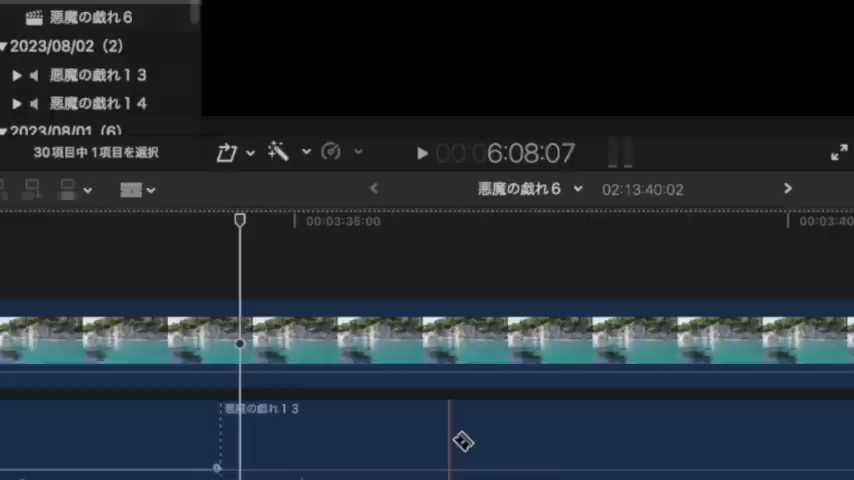 悪魔の戯れ６
2023/08/02（2）
悪魔の戯れ１３
悪魔の戯れ１４
2023/08/01（6）
30項目中 1項目を選択
00:00:6:08:07
悪魔の戯れ６
02:13:40:02
00:03:35:00
00:03:40
悪魔の戯れ１３